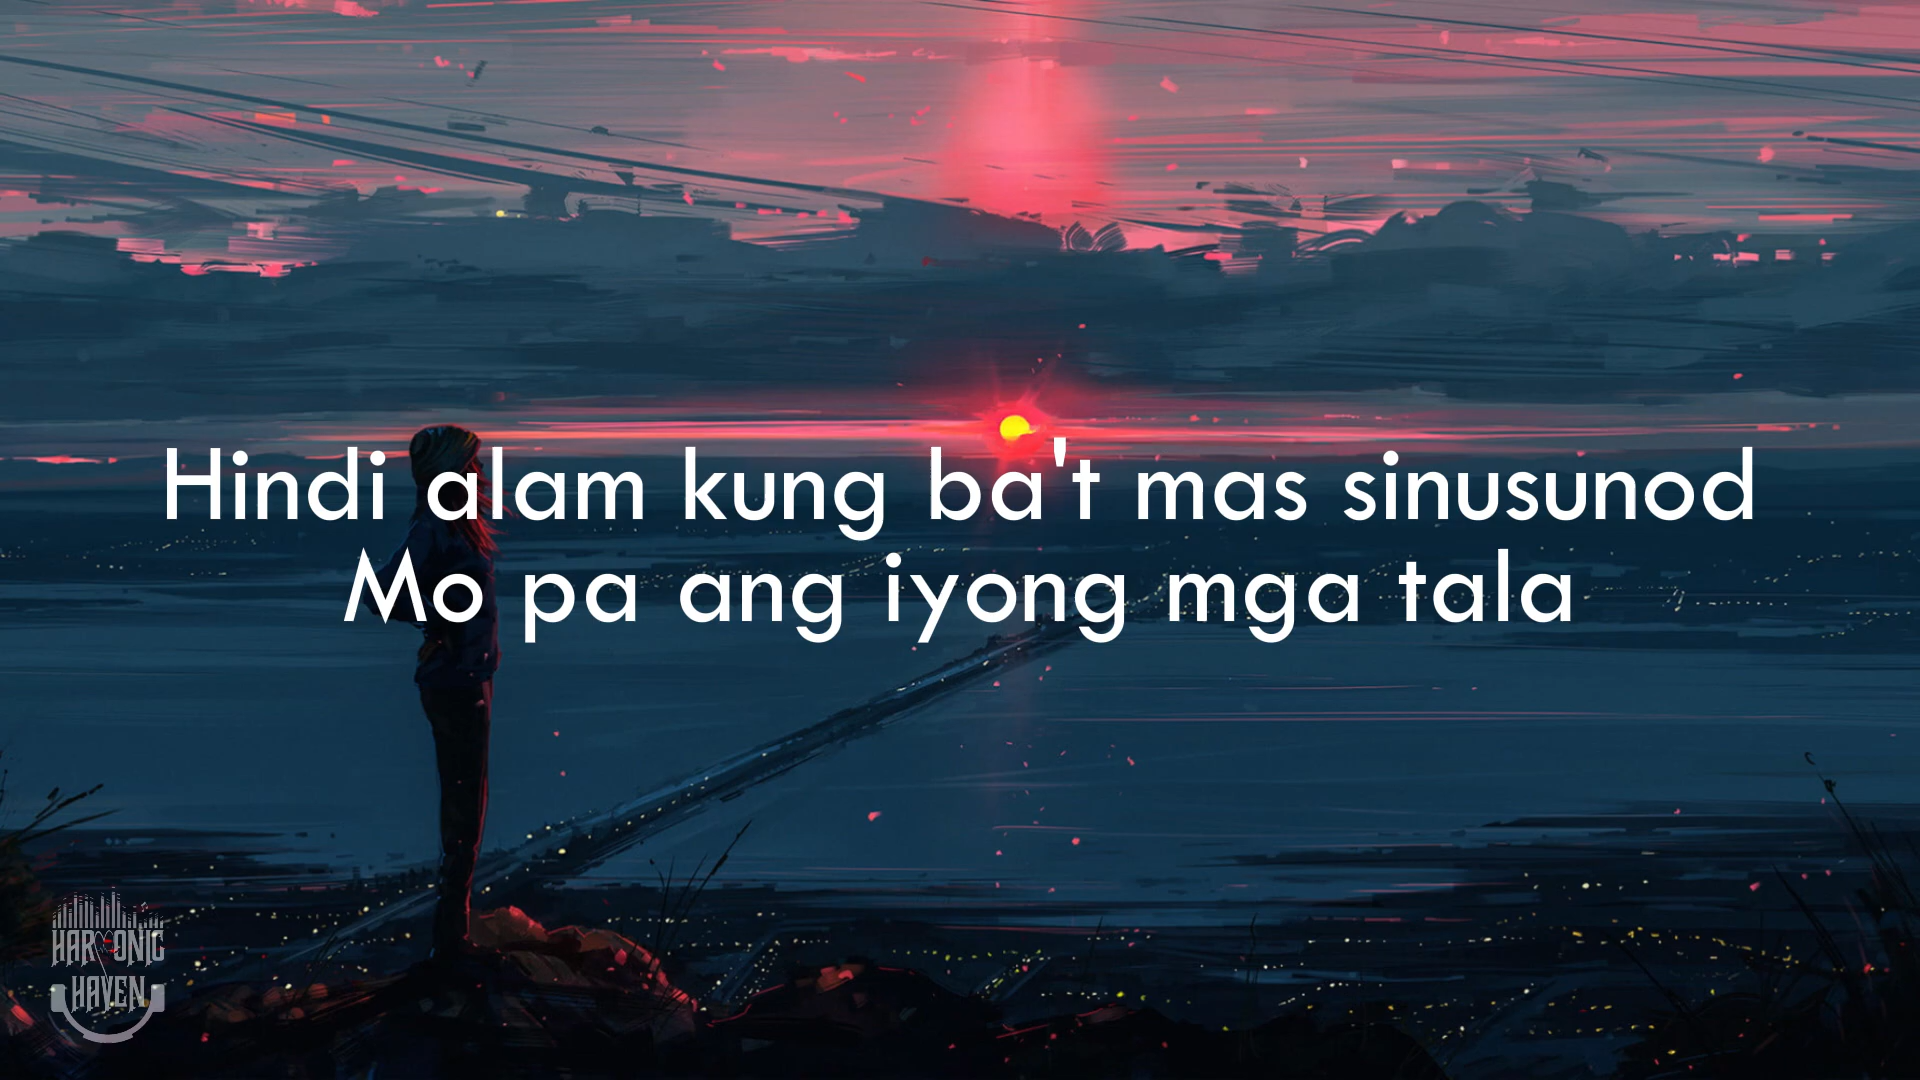 Hindi alam kung ba't mas sinusunod
Mo pa ang iyong mga tala
HARMONIC
HAVEN